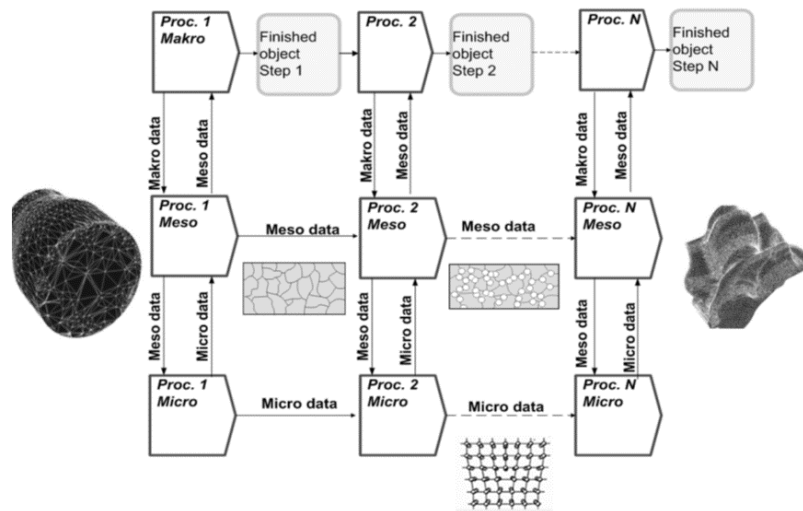 Proc. 1
Makro
Finished
object
Step 1
Proc. 2
Finished
object
Step 2
Proc. N
Finished
object
Step N
Makro data
Meso data
Makro data
Meso data
Makro data
Meso data
Proc. 1
Meso
Meso data
Proc. 2
Meso
Meso data
Proc. N
Meso
Meso data
Micro data
Meso data
Micro data
Meso data
Micro data
Proc. 1
Micro
Micro data
Proc. 2
Micro
Micro data
Proc. N
Micro